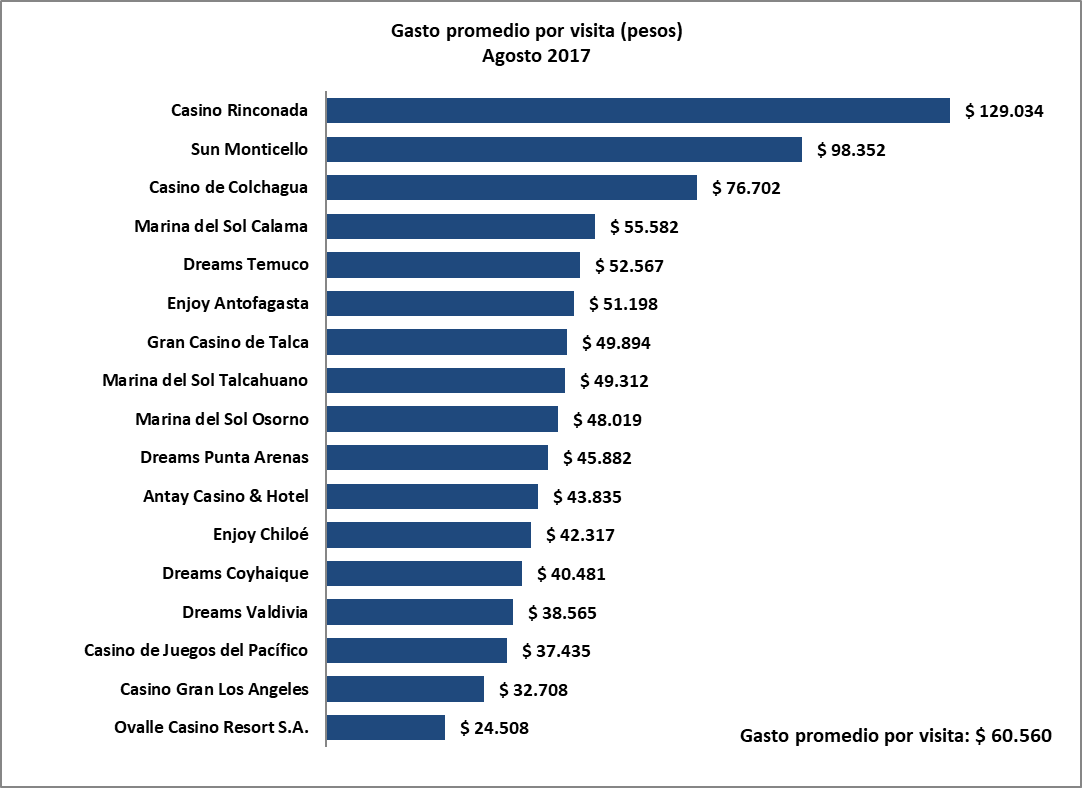 Gasto promedio por visita (pesos)
Agosto 2017
Casino Rinconada $ 129.034
Sun Monticello $ 98.352
Casino de Colchagua $ 76.702
Marina del Sol Calama $ 55.582
Dreams Temuco $ 52.567
Enjoy Antofagasta $ 51.198
Gran Casino de Talca $ 49.894
Marina del Sol Talcahuano $ 49.312
Marina del Sol Osorno $ 48.019
Dreams Punta Arenas $ 45.882
Antay Casino & Hotel $ 43.835
Enjoy Chiloé $ 42.317
Dreams Coyhaique $ 40.481
Dreams Valdivia $ 38.565
Casino de Juegos del Pacífico $ 37.435
Casino Gran Los Angeles $ 32.708
Ovalle Casino Resort S.A. $ 24.508
Gasto promedio por visita: $ 60.560